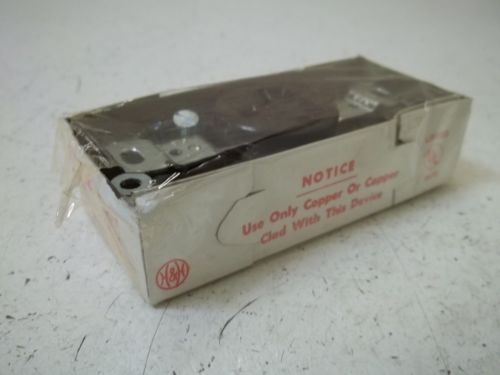 NOTICE
Use Only Copper Or Copper
Clad With This Device
H&H